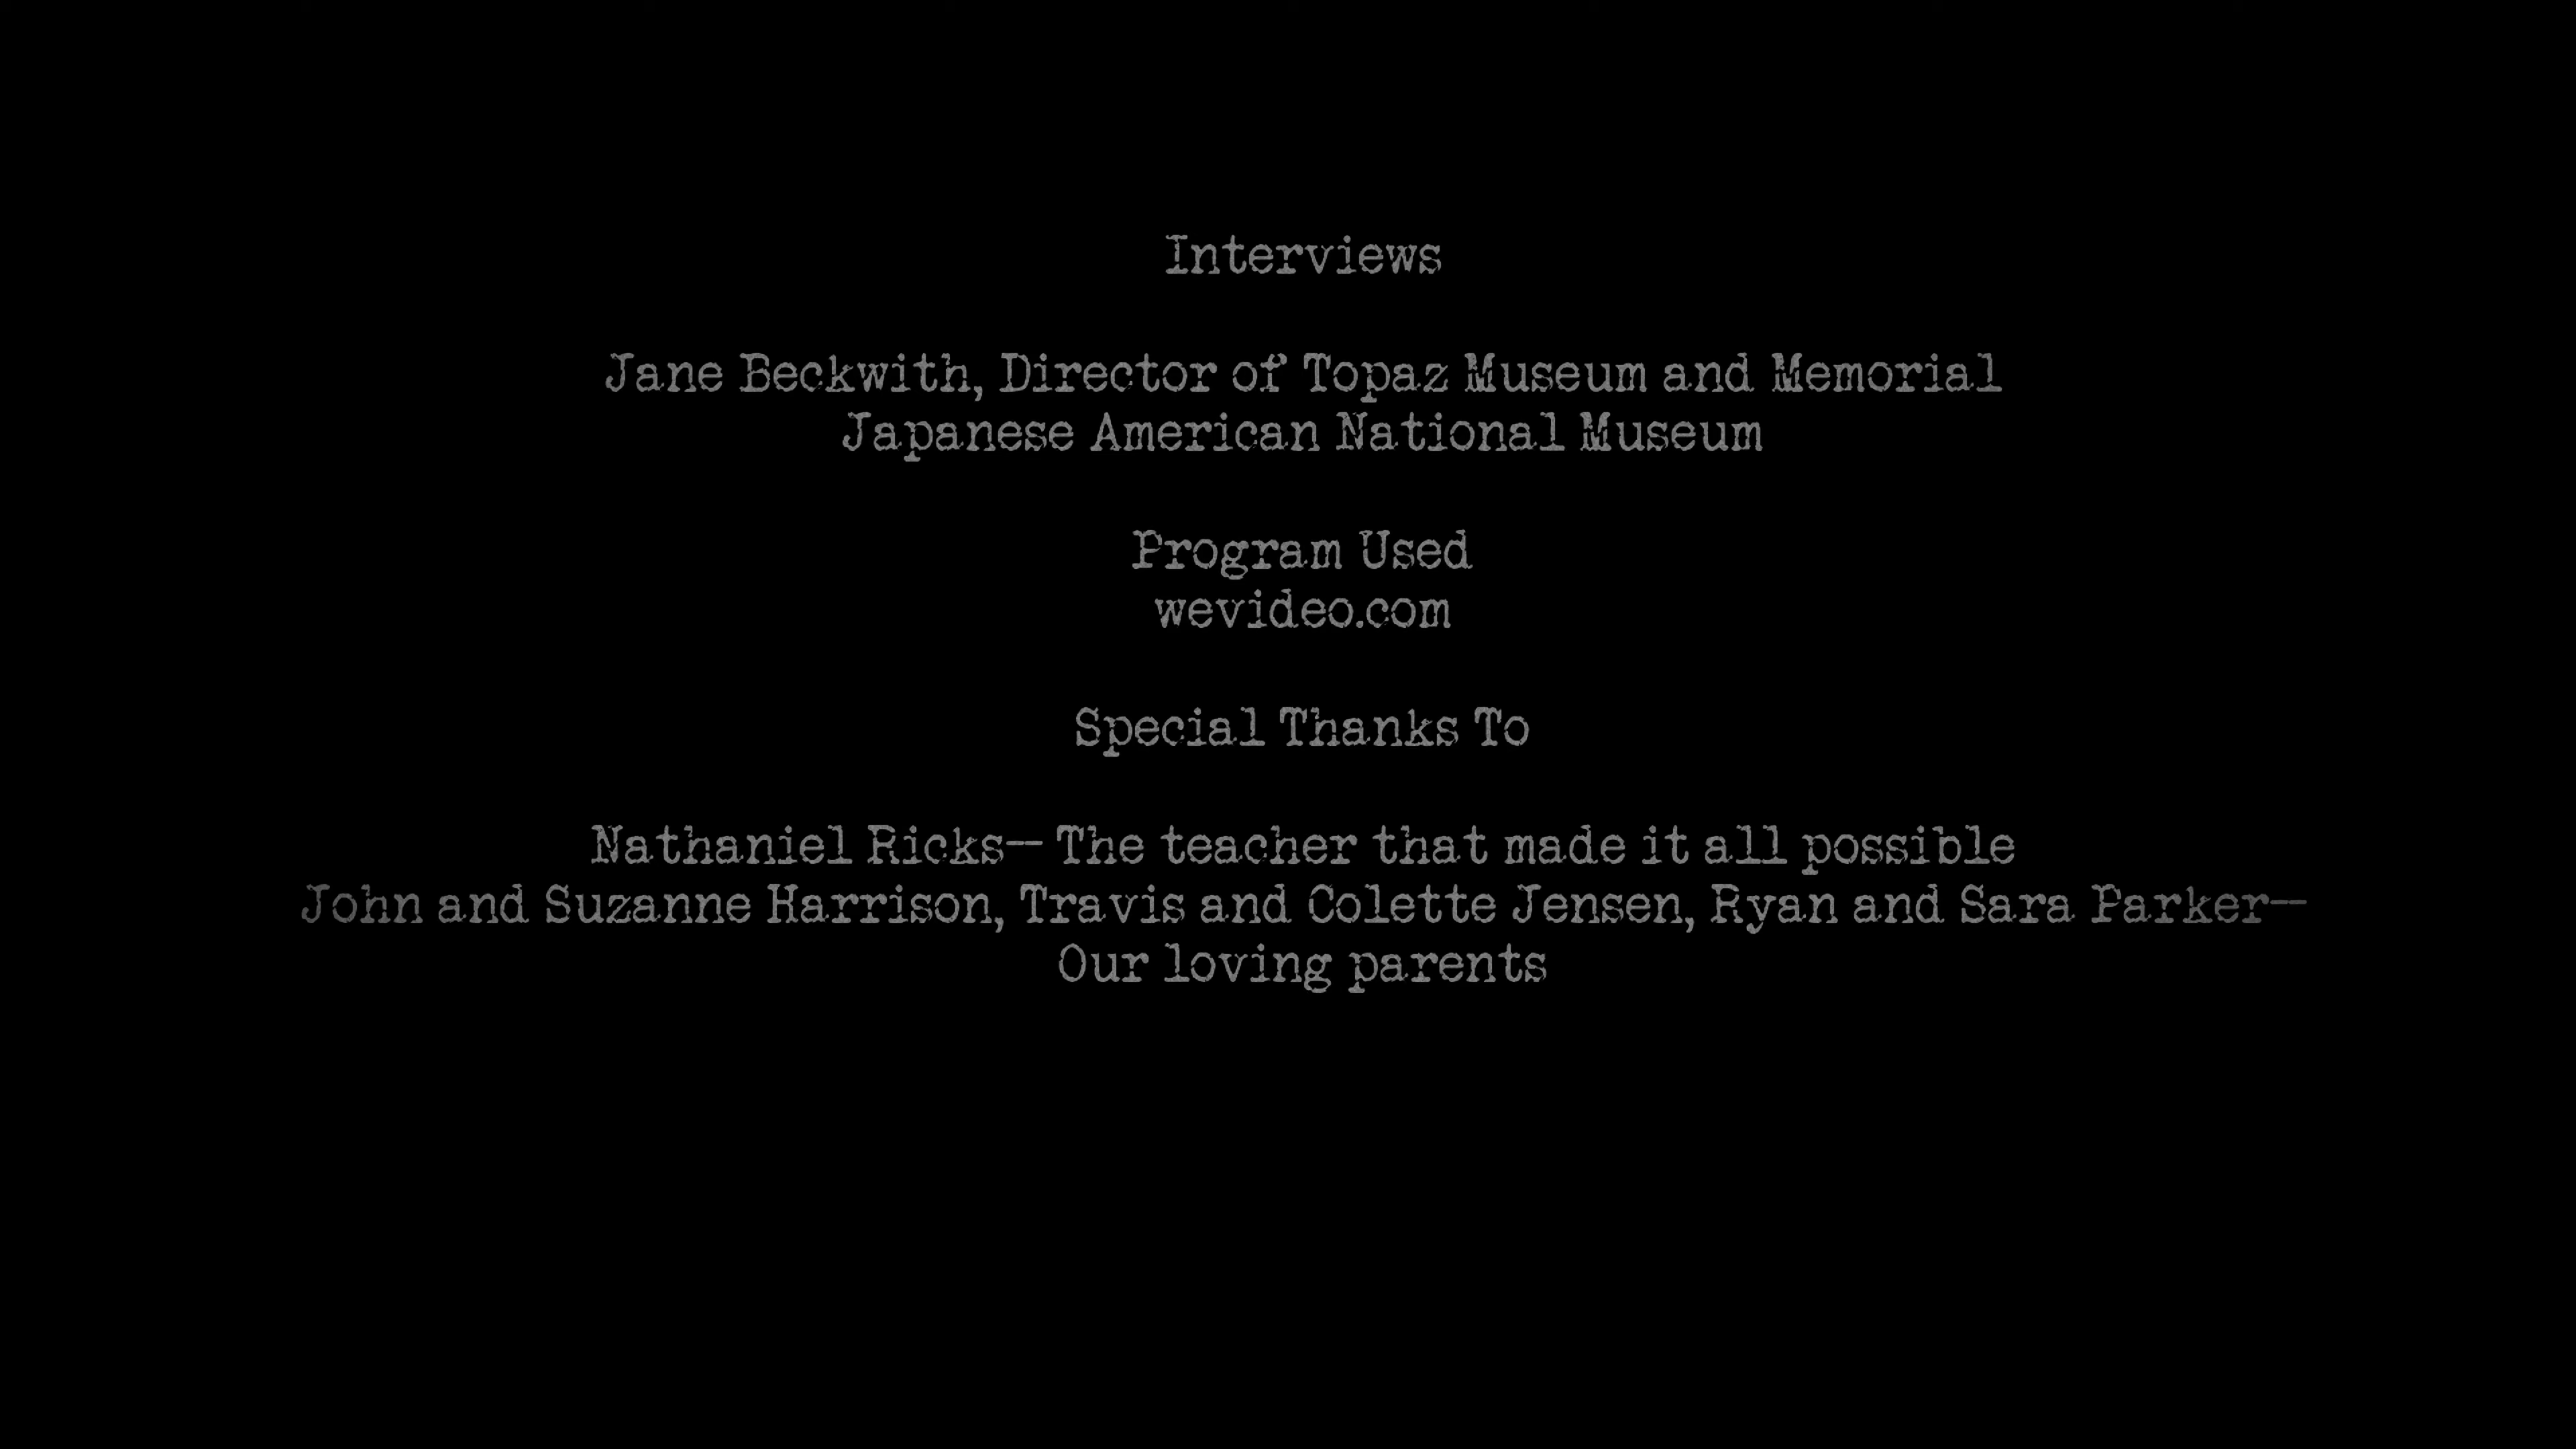 Interviews
Jane Beckwith, Director of Topaz Museum and Memorial
Japanese American National Museum
Program Used
wevideo.com
Special Thanks To
Nathaniel Ricks-- The teacher that made it all possible
John and Suzanne Harrison, Travis and Colette Jensen, Ryan and Sara Parker--
Our loving parents